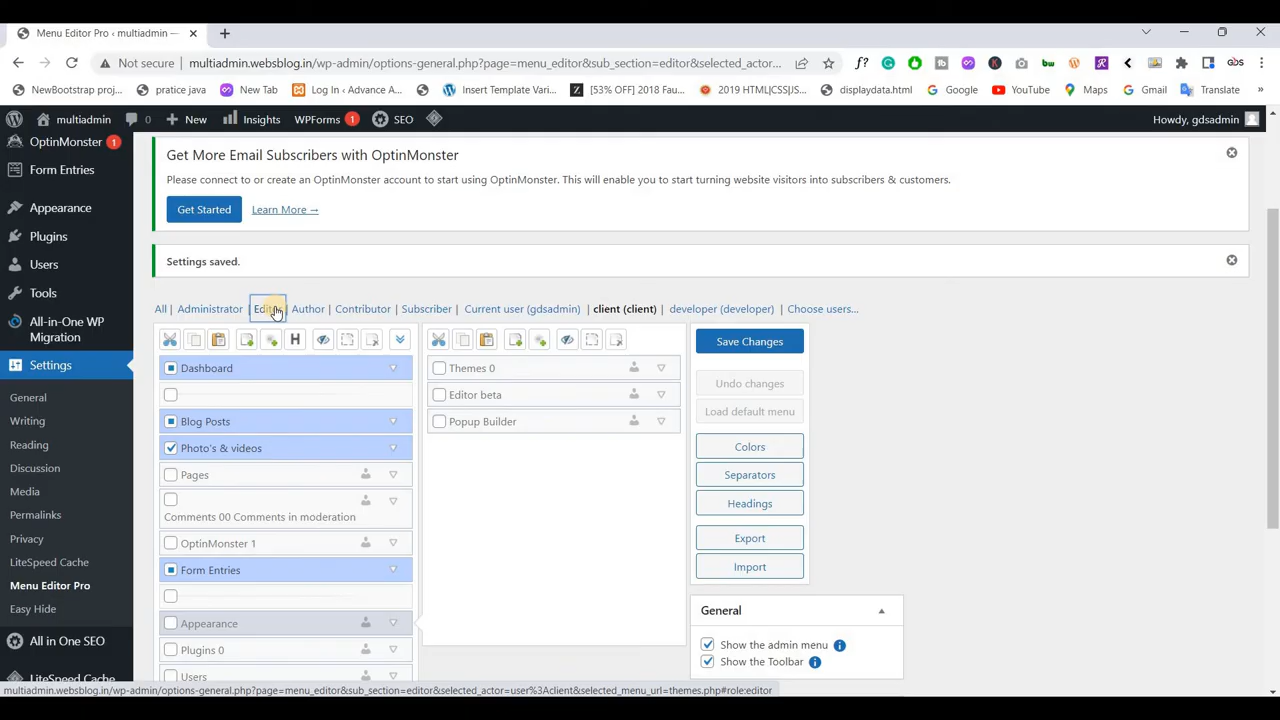 Menu Editor Pro ‹ multiadmin —
Not secure
multiadmin.websblog.in/wp-admin/options-general.php?page=menu_editor&sub_section=editor&selected_actor...
NewBootstrap proj...
pratice java
New Tab
Log In ‹ Advance A...
Insert Template Vari...
[53% OFF] 2018 Fau...
2019 HTML|CSS|JS...
displaydata.html
Google
YouTube
Maps
Gmail
Translate
multiadmin
0
New
Insights
WPForms 1
SEO
Howdy, gdsadmin
OptinMonster 1
Form Entries
Appearance
Plugins
Users
Tools
All-in-One WP
Migration
Settings
General
Writing
Reading
Discussion
Media
Permalinks
Privacy
LiteSpeed Cache
Menu Editor Pro
Easy Hide
All in One SEO
LiteSpeed Cache
Get More Email Subscribers with OptinMonster
Please connect to or create an OptinMonster account to start using OptinMonster. This will enable you to start turning website visitors into subscribers & customers.
Get Started
Learn More →
Settings saved.
All | Administrator | Editor | Author | Contributor | Subscriber | Current user (gdsadmin) | client (client) | developer (developer) | Choose users...
H
Dashboard
Blog Posts
Photo's & videos
Pages
Comments 00 Comments in moderation
OptinMonster 1
Form Entries
Appearance
Plugins 0
Users
Themes 0
Editor beta
Popup Builder
Save Changes
Undo changes
Load default menu
Colors
Separators
Headings
Export
Import
General
Show the admin menu
Show the Toolbar
multiadmin.websblog.in/wp-admin/options-general.php?page=menu_editor&sub_section=editor&selected_actor=user%3Aclient&selected_menu_url=themes.php#role:editor